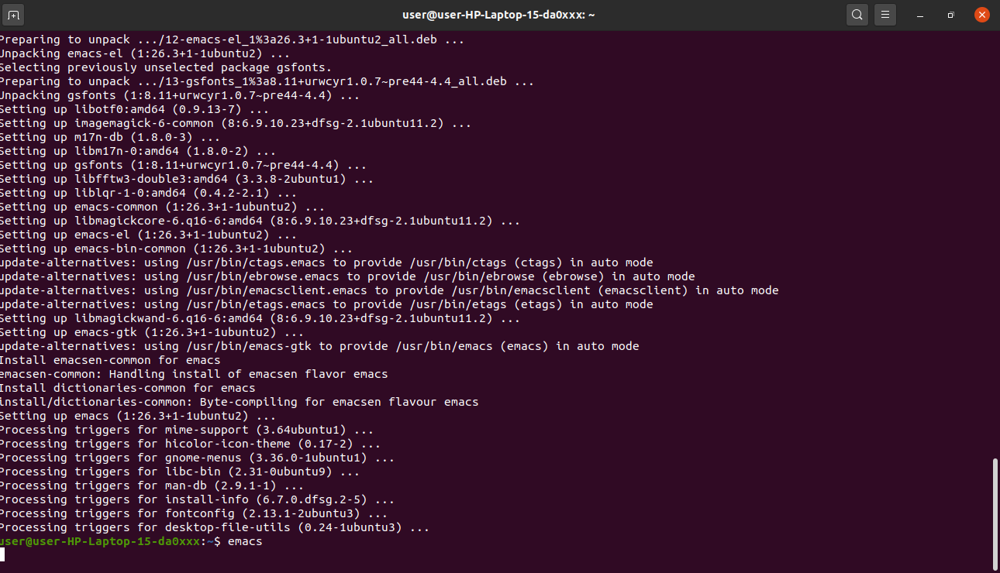 user@user-HP-Laptop-15-da0xxx: ~
Preparing to unpack .../12-emacs-el_1%3a26.3+1-1ubuntu2_all.deb ...
Unpacking emacs-el (1:26.3+1-1ubuntu2) ...
Selecting previously unselected package gsfonts.
Preparing to unpack .../13-gsfonts_1%3a8.11+urwcyr1.0.7~pre44-4.4_all.deb ...
Unpacking gsfonts (1:8.11+urwcyr1.0.7~pre44-4.4) ...
Setting up libotf0:amd64 (0.9.13-7) ...
Setting up imagemagick-6-common (8:6.9.10.23+dfsg-2.1ubuntu11.2) ...
Setting up m17n-db (1.8.0-3) ...
Setting up libm17n-0:amd64 (1.8.0-2) ...
Setting up gsfonts (1:8.11+urwcyr1.0.7~pre44-4.4) ...
Setting up libfftw3-double3:amd64 (3.3.8-2ubuntu1) ...
Setting up liblqr-1-0:amd64 (0.4.2-2.1) ...
Setting up emacs-common (1:26.3+1-1ubuntu2) ...
Setting up libmagickcore-6.q16-6:amd64 (8:6.9.10.23+dfsg-2.1ubuntu11.2) ...
Setting up emacs-el (1:26.3+1-1ubuntu2) ...
Setting up emacs-bin-common (1:26.3+1-1ubuntu2) ...
update-alternatives: using /usr/bin/ctags.emacs to provide /usr/bin/ctags (ctags) in auto mode
update-alternatives: using /usr/bin/ebrowse.emacs to provide /usr/bin/ebrowse (ebrowse) in auto mode
update-alternatives: using /usr/bin/emacsclient.emacs to provide /usr/bin/emacsclient (emacsclient) in auto mode
update-alternatives: using /usr/bin/etags.emacs to provide /usr/bin/etags (etags) in auto mode
Setting up libmagickwand-6.q16-6:amd64 (8:6.9.10.23+dfsg-2.1ubuntu11.2) ...
Setting up emacs-gtk (1:26.3+1-1ubuntu2) ...
update-alternatives: using /usr/bin/emacs-gtk to provide /usr/bin/emacs (emacs) in auto mode
Install emacsen-common for emacs
emacsen-common: Handling install of emacsen flavor emacs
Install dictionaries-common for emacs
install/dictionaries-common: Byte-compiling for emacsen flavour emacs
Setting up emacs (1:26.3+1-1ubuntu2) ...
Processing triggers for mime-support (3.64ubuntu1) ...
Processing triggers for hicolor-icon-theme (0.17-2) ...
Processing triggers for gnome-menus (3.36.0-1ubuntu1) ...
Processing triggers for libc-bin (2.31-0ubuntu9) ...
Processing triggers for man-db (2.9.1-1) ...
Processing triggers for install-info (6.7.0.dfsg.2-5) ...
Processing triggers for fontconfig (2.13.1-2ubuntu3) ...
Processing triggers for desktop-file-utils (0.24-1ubuntu3) ...
user@user-HP-Laptop-15-da0xxx:~$ emacs